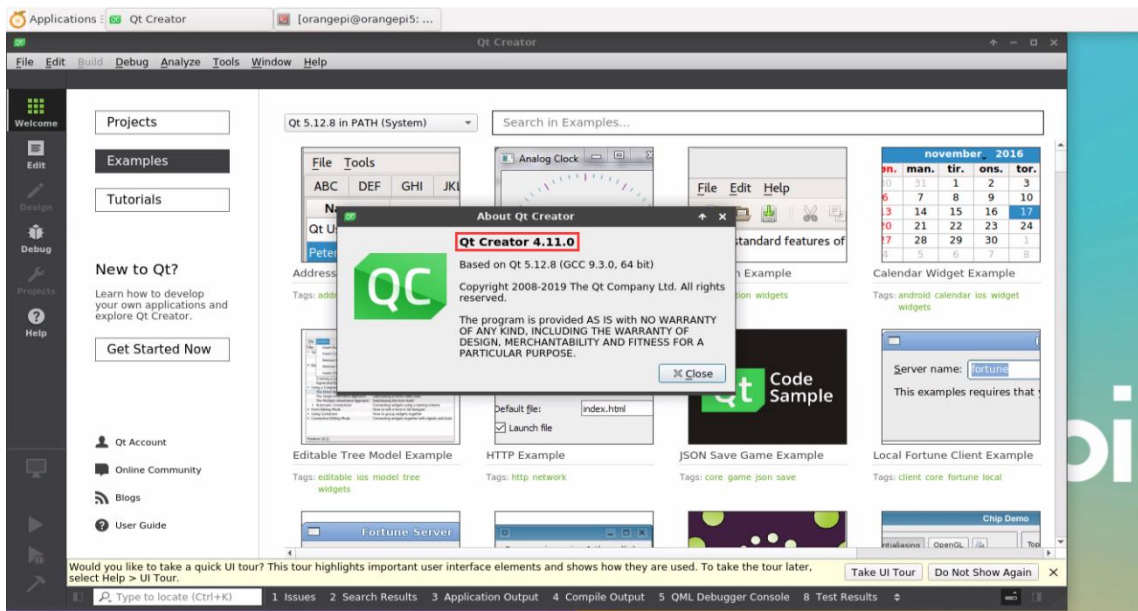 Applications
Qt Creator
[orangepi@orangepi5: ...
Qt Creator
File Edit Build Debug Analyze Tools Window Help
Welcome
Edit
Design
Debug
Projects
Help
Projects
Examples
Tutorials
New to Qt?
Learn how to develop
your own applications and
explore Qt Creator.
Get Started Now
Qt Account
Online Community
Blogs
User Guide
Qt 5.12.8 in PATH (System)
Search in Examples...
File Tools
ABC DEF GHI JKL
Analog Clock
File Edit Help
standard features of
november 2016
man. tir. ons. tor.
31 1 2 3
7 8 9 10
14 15 16 17
21 22 23 24
28 29 30 1
5 6 7 8
About Qt Creator
QC
Qt Creator 4.11.0
Based on Qt 5.12.8 (GCC 9.3.0, 64 bit)
Copyright 2008-2019 The Qt Company Ltd. All rights
reserved.
The program is provided AS IS with NO WARRANTY
OF ANY KIND, INCLUDING THE WARRANTY OF
DESIGN, MERCHANTABILITY AND FITNESS FOR A
PARTICULAR PURPOSE.
Close
Address
Example
Calendar Widget Example
Tags:
widgets
Tags: android calendar ios widget
widgets
Default file: index.html
Launch file
Qt Code
Sample
Server name: fortune
This examples requires that
Editable Tree Model Example
HTTP Example
JSON Save Game Example
Local Fortune Client Example
Tags: editable ios model tree
widgets
Tags: http network
Tags: core game json save
Tags: client core fortune local
Fortune Server
Chip Demo
OpenGL
pi
Would you like to take a quick UI tour? This tour highlights important user interface elements and shows how they are used. To take the tour later,
select Help > UI Tour.
Take UI Tour
Do Not Show Again
Type to locate (Ctrl+K)
1 Issues 2 Search Results 3 Application Output 4 Compile Output 5 QML Debugger Console 8 Test Results